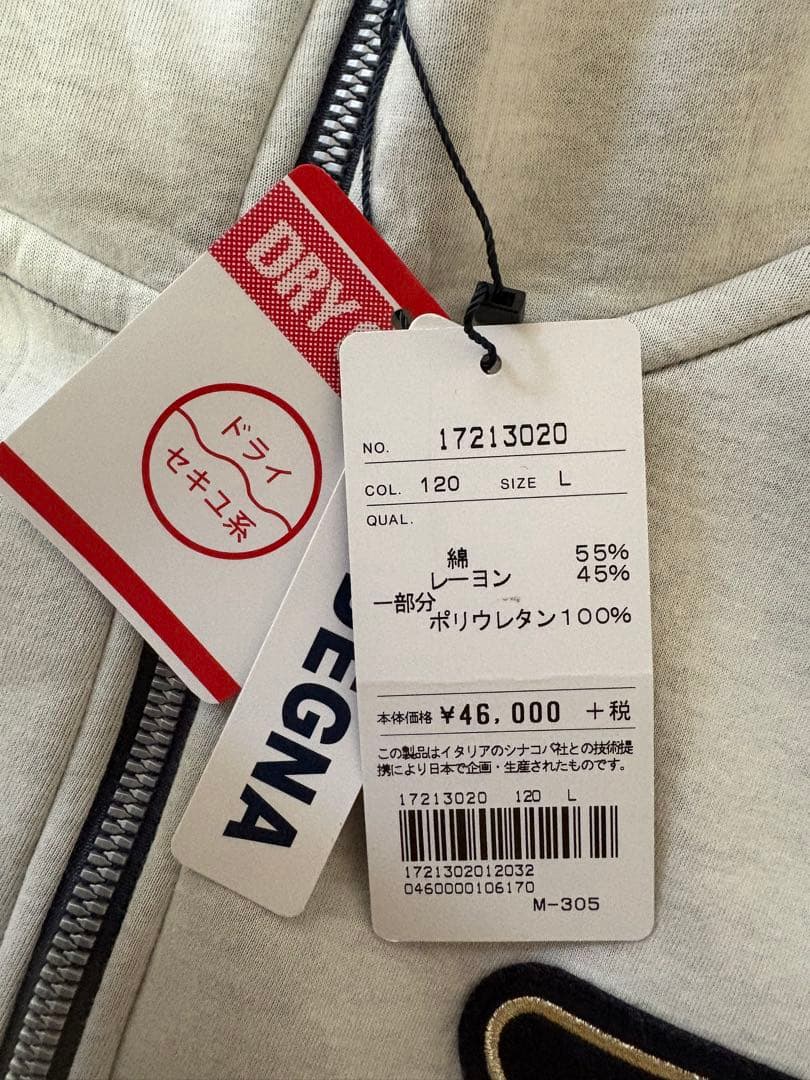 DRY
ドライ
セキユ系
EGNA
NO. 17213020
COL. 120 SIZE L
QUAL.
綿 55%
レーヨン 45%
一部分
ポリウレタン100%
本体価格 ¥46,000 +税
この製品はイタリアのシナコバ社との技術提
携により日本で企画・生産されたものです。
17213020 120 L
1721302012032
0460000106170
M-305